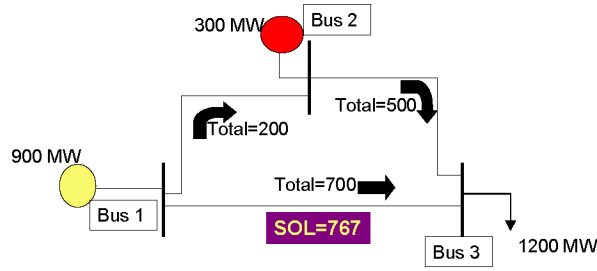 300 MW
Bus 2
Total=500
Total=200
900 MW
Total=700
Bus 1
SOL=767
Bus 3
1200 MW